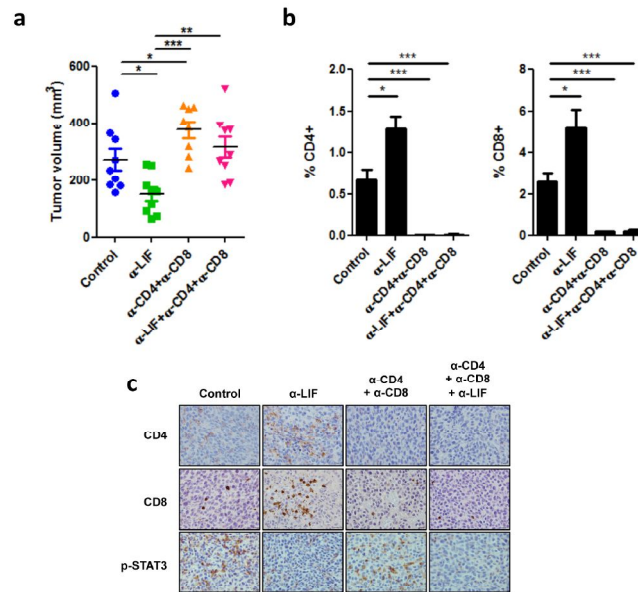 a
Tumor volume (mm³)
600
400
200
0
*
*
***
**
Control
α-LIF
α-CD4+α-CD8
α-LIF+α-CD4+α-CD8
b
% CD4+
2.0
1.5
1.0
0.5
0.0
***
***
*
Control
α-LIF
α-CD4+α-CD8
α-LIF+α-CD4+α-CD8
% CD8+
8
6
4
2
0
***
***
*
Control
α-LIF
α-CD4+α-CD8
α-LIF+α-CD4+α-CD8
c
Control
α-LIF
α-CD4
+ α-CD8
α-CD4
+ α-CD8
+ α-LIF
CD4
CD8
p-STAT3